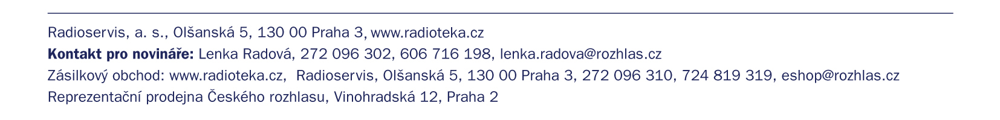 Radioservis, a. s., Olšanská 5, 130 00 Praha 3, www.radioteka.cz
Kontakt pro novináře: Lenka Radová, 272 096 302, 606 716 198, lenka.radova@rozhlas.cz
Zásilkový obchod: www.radioteka.cz,  Radioservis, Olšanská 5, 130 00 Praha 3, 272 096 310, 724 819 319, eshop@rozhlas.cz
Reprezentační prodejna Českého rozhlasu, Vinohradská 12, Praha 2